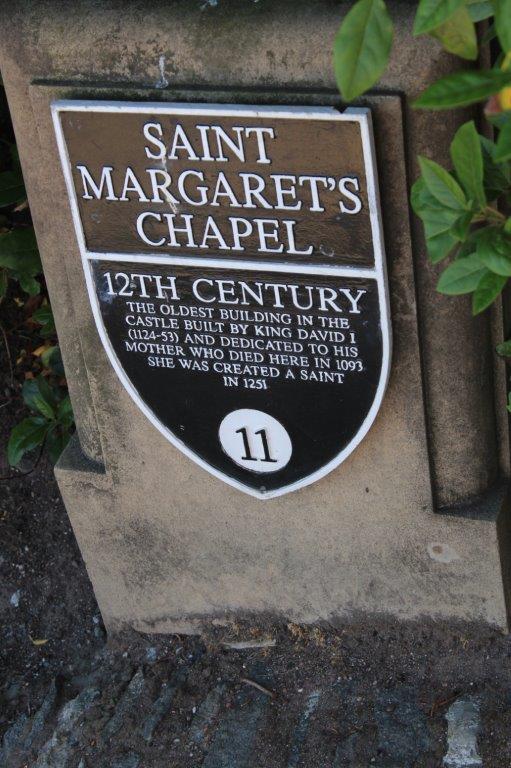 SAINT
MARGARET'S
CHAPEL
12TH CENTURY
THE OLDEST BUILDING IN THE
CASTLE BUILT BY KING DAVID I
(1124-53) AND DEDICATED TO HIS
MOTHER WHO DIED HERE IN 1093
SHE WAS CREATED A SAINT
IN 1251
11